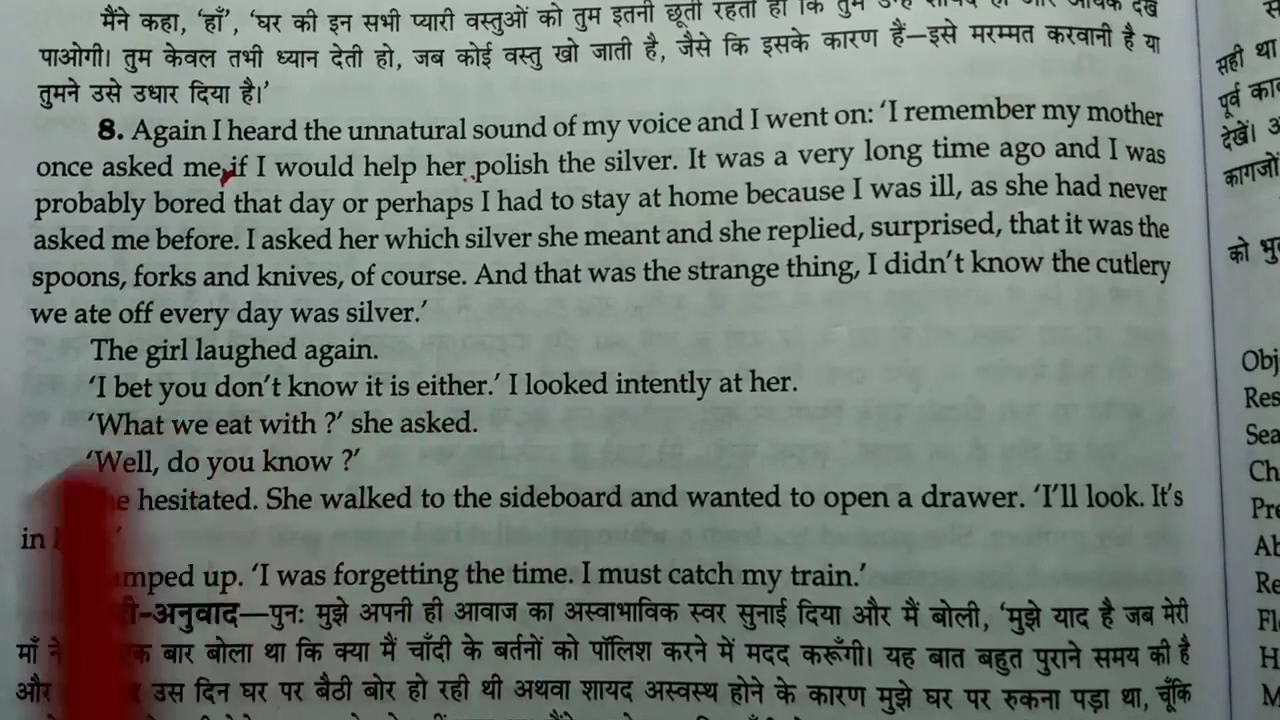 मैंने कहा, ‘हाँ’, ‘घर की इन सभी प्यारी वस्तुओं को तुम इतनी छूती रहती हो कि तुम उन्हें शायद ही और अधिक देख
पाओगी। तुम केवल तभी ध्यान देती हो, जब कोई वस्तु खो जाती है, जैसे कि इसके कारण हैं—इसे मरम्मत करवानी है या
तुमने उसे उधार दिया है।’
8. Again I heard the unnatural sound of my voice and I went on: ‘I remember my mother
once asked me, if I would help her polish the silver. It was a very long time ago and I was
probably bored that day or perhaps I had to stay at home because I was ill, as she had never
asked me before. I asked her which silver she meant and she replied, surprised, that it was the
spoons, forks and knives, of course. And that was the strange thing, I didn’t know the cutlery
we ate off every day was silver.’
The girl laughed again.
‘I bet you don’t know it is either.’ I looked intently at her.
‘What we eat with ?’ she asked.
‘Well, do you know ?’
hesitated. She walked to the sideboard and wanted to open a drawer. ‘I’ll look. It’s
in
up. ‘I was forgetting the time. I must catch my train.’
अनुवाद—पुनः मुझे अपनी ही आवाज का अस्वाभाविक स्वर सुनाई दिया और मैं बोली, ‘मुझे याद है जब मेरी
माँ ने एक बार बोला था कि क्या मैं चाँदी के बर्तनों को पॉलिश करने में मदद करूँगी। यह बात बहुत पुराने समय की है
और उस दिन घर पर बैठी बोर हो रही थी अथवा शायद अस्वस्थ होने के कारण मुझे घर पर रुकना पड़ा था, चूँकि
सही था
पूर्व
देखें।
कागजों
को
Obj
Res
Sea
Ch
Pre
Ab
Re
Fl
H
M